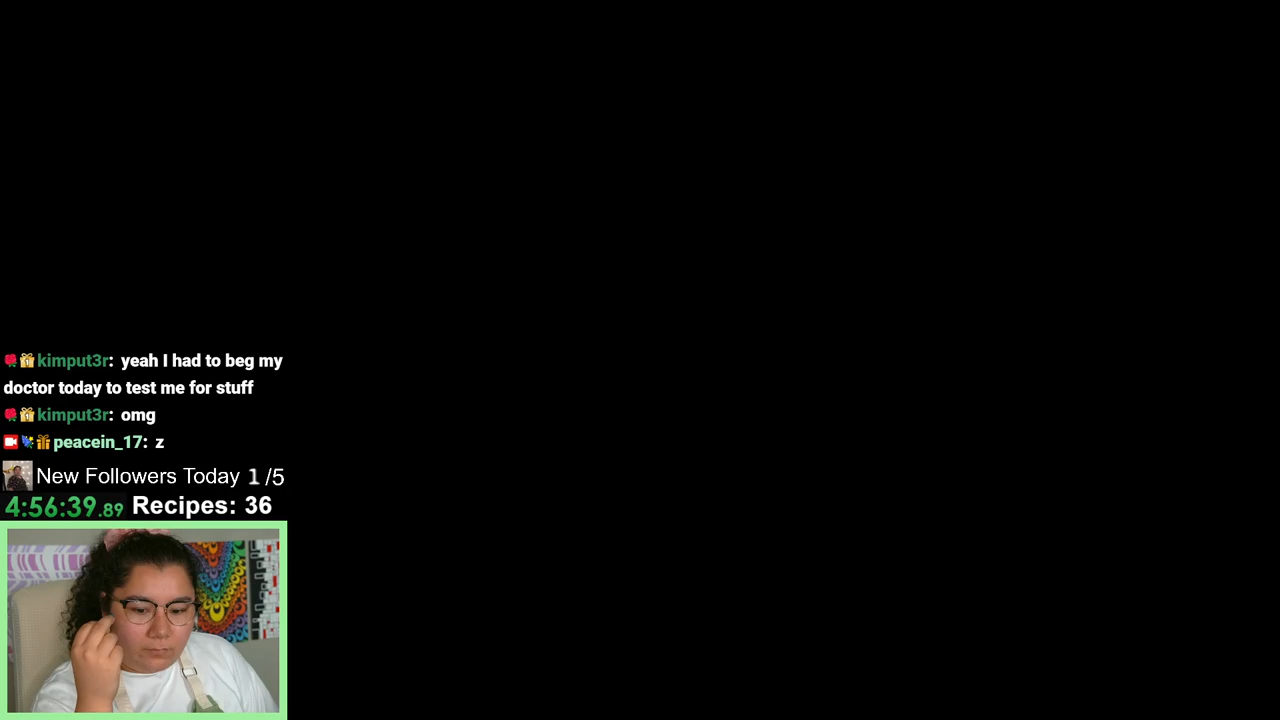 kimput3r: yeah I had to beg my
doctor today to test me for stuff
kimput3r: omg
peacein_17: z
New Followers Today 1 /5
4:56:39.89 Recipes: 36